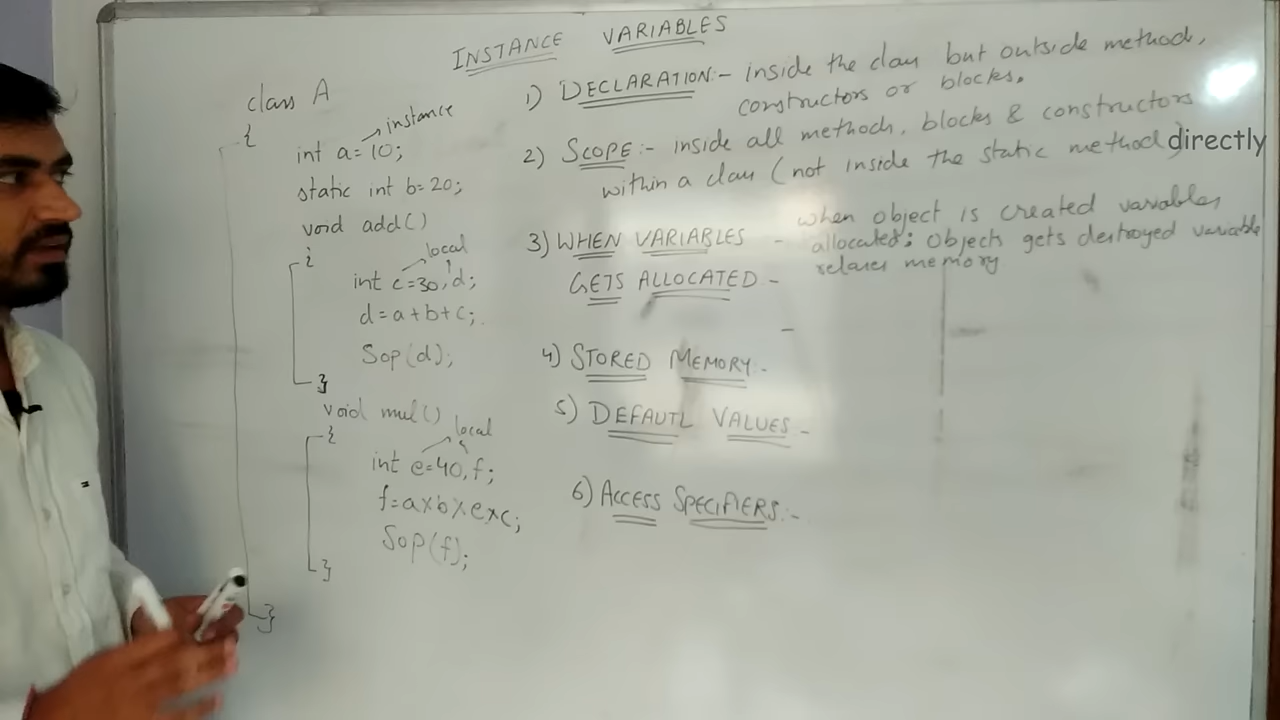 INSTANCE VARIABLES
class A
{
instance
int a=10;
static int b=20;
void add()
{
local
int c=30,d;
d=a+b+c;
Sop(d);
}
void mul()
{
local
int e=40,f;
f=a×b×e×c;
Sop(f);
}
}
1) DECLARATION:- inside the class but outside method,
constructors or blocks.
2) SCOPE:- inside all methods, blocks & constructors
within a class (not inside the static method) directly
3) WHEN VARIABLES - when object is created variables
GETS ALLOCATED - allocated; Objects gets destroyed variable
relases memory
4) STORED MEMORY:-
5) DEFAUTL VALUES -
6) ACCESS SPECIFIERS:-